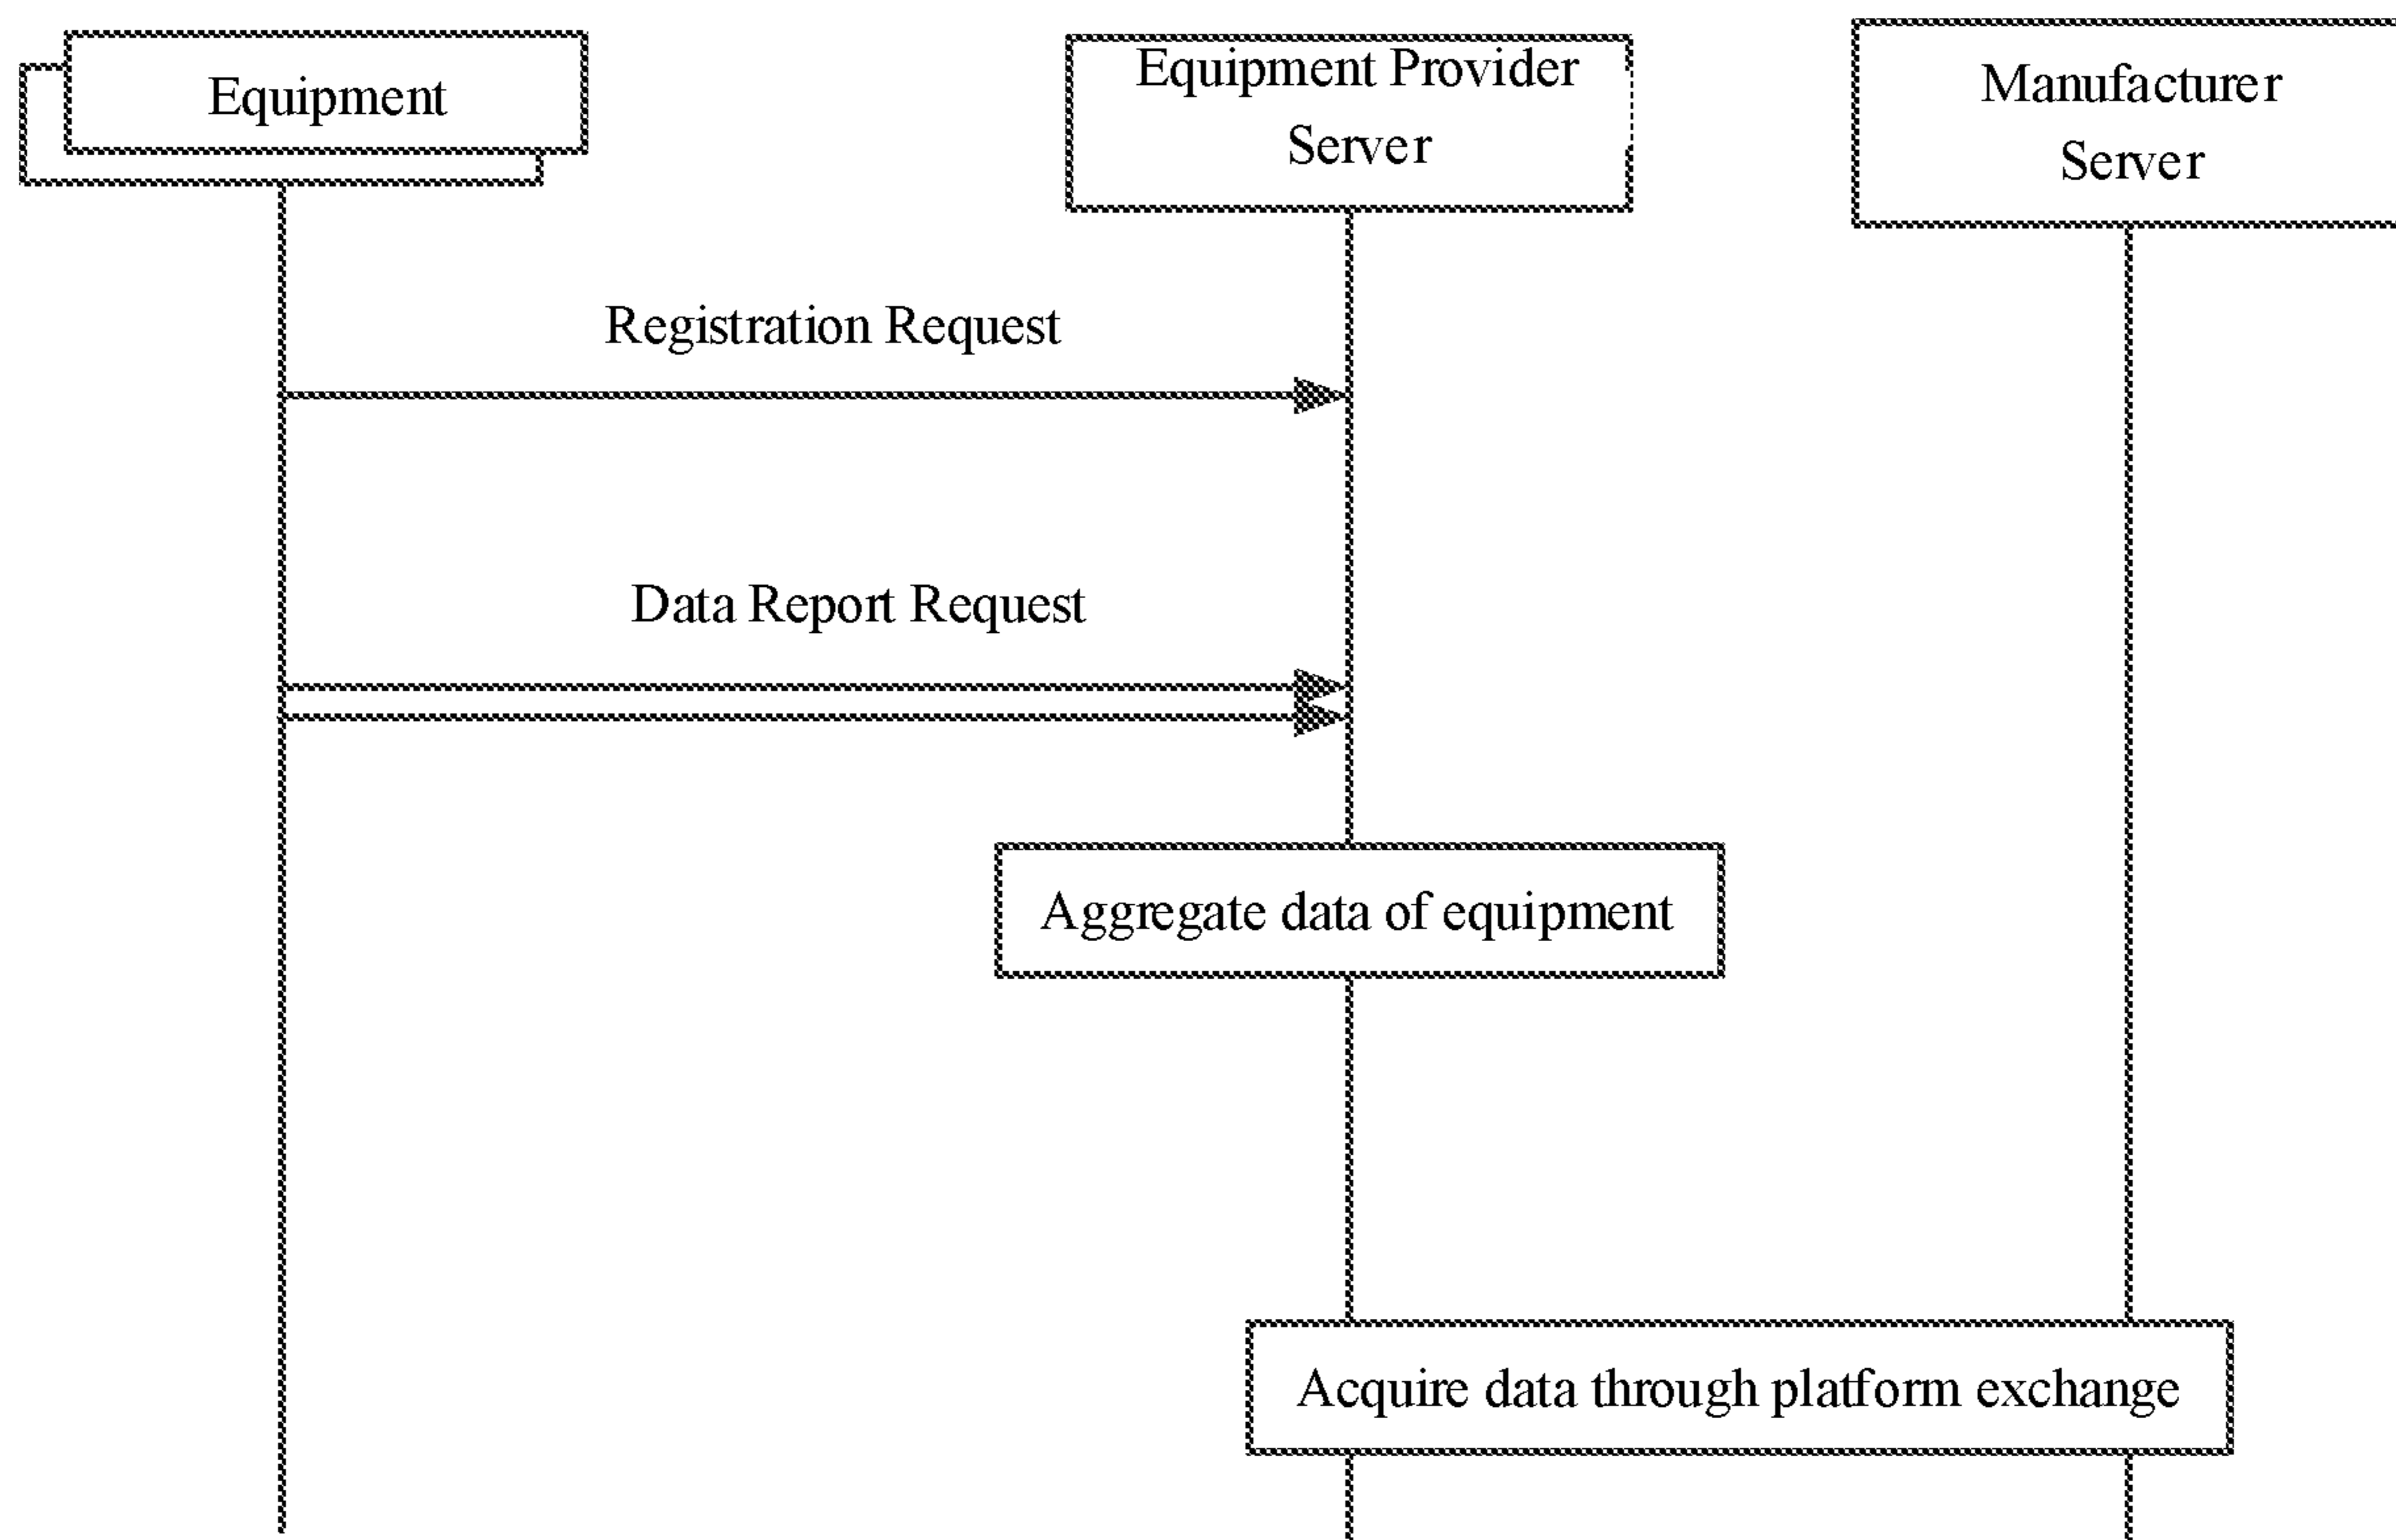 Equipment
Equipment Provider
Server
Manufacturer
Server
Registration Request
Data Report Request
Aggregate data of equipment
Acquire data through platform exchange